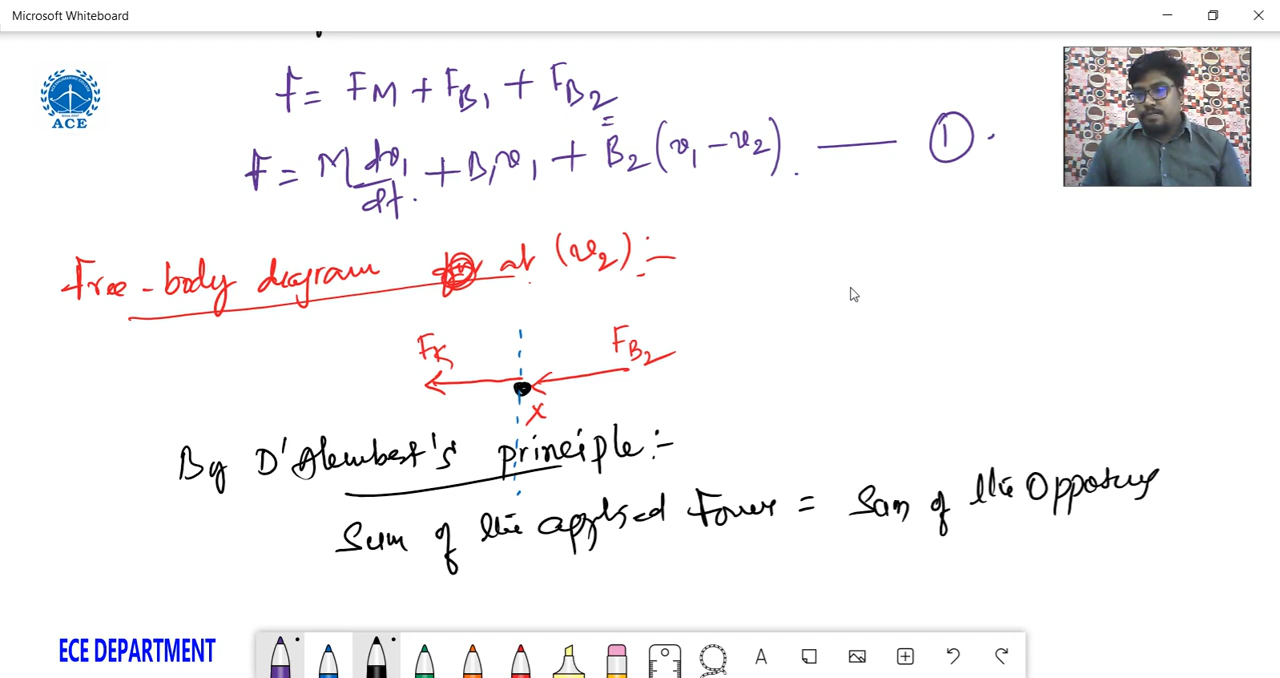 Microsoft Whiteboard
ACE
F = FM + FB1 + FB2
F = M dv1/dt + B1v1 + B2 (v1 - v2). —— ①.
Free-body diagram at (v2):-
FK FB2
X
By D'Alembert's principle:-
Sum of the applied Forces = Sum of the Opposing
ECE DEPARTMENT
A